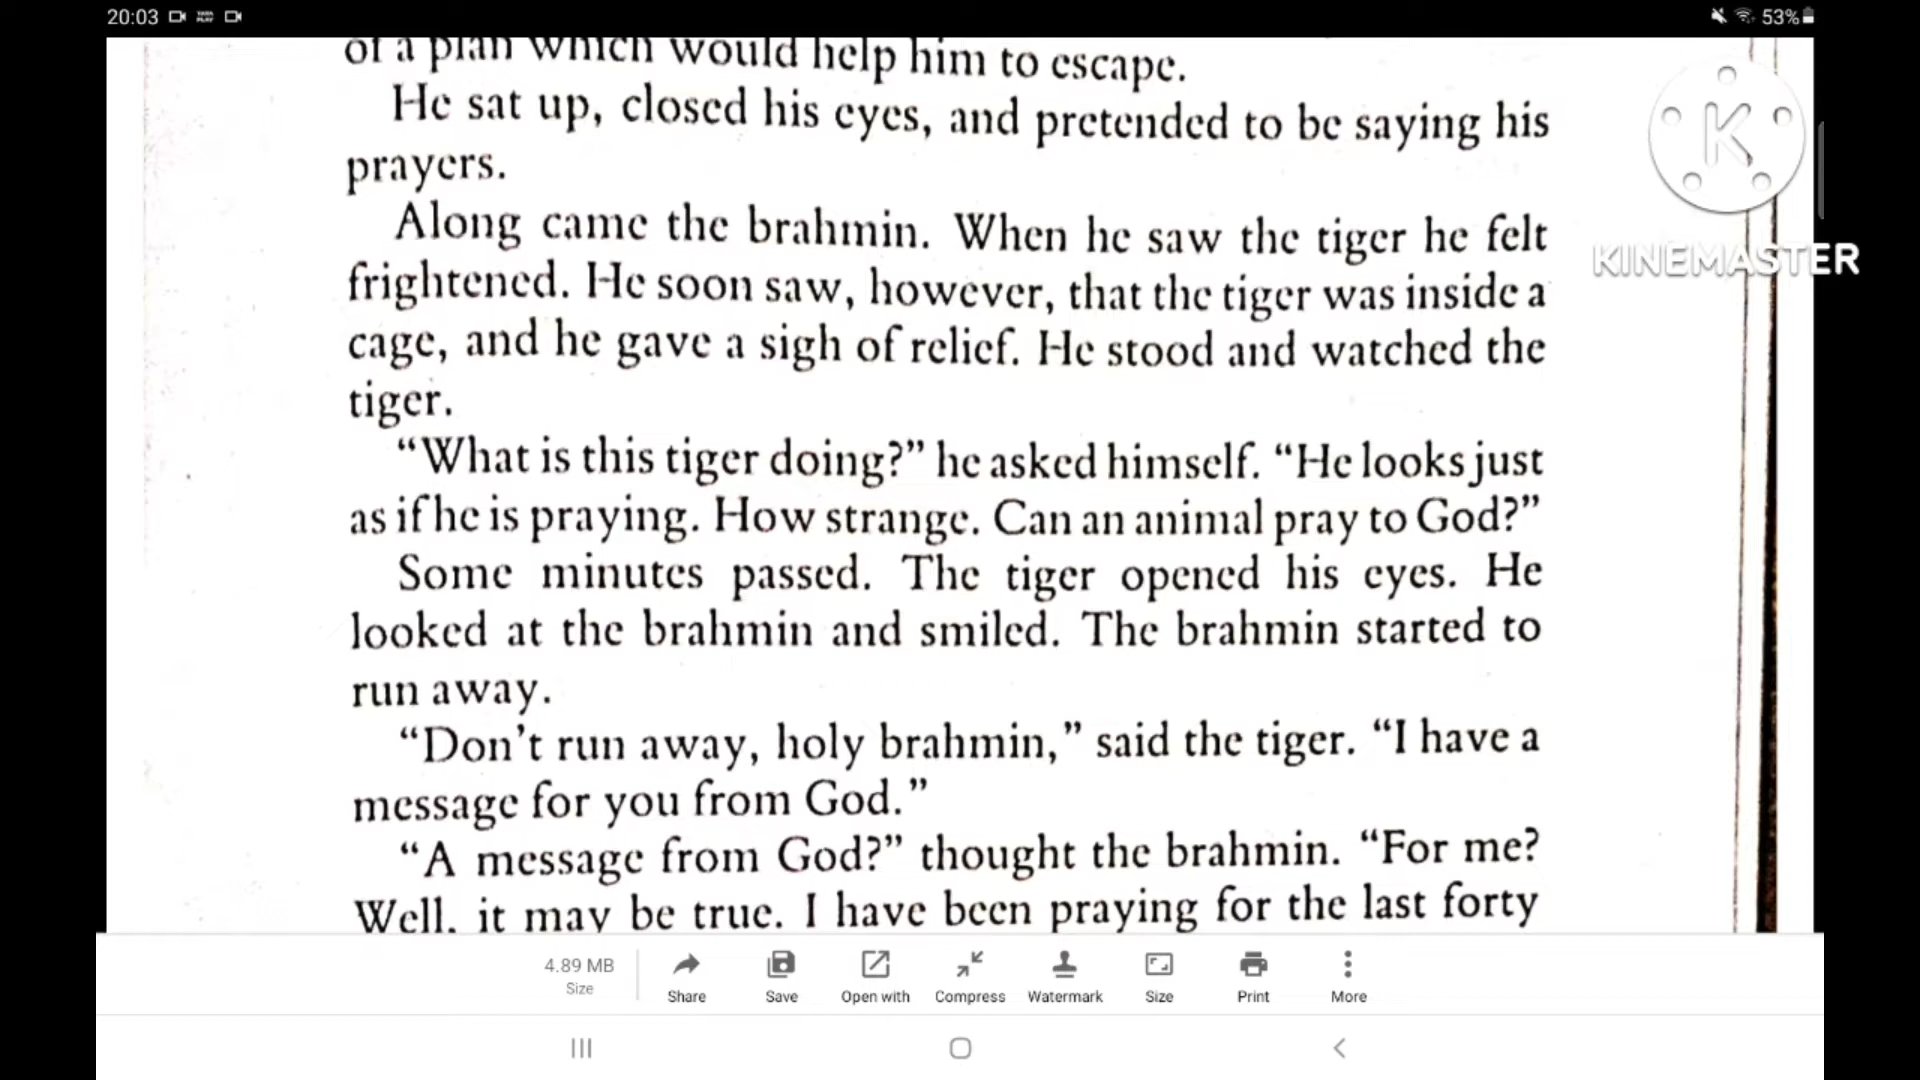 20:03
53%
of a plan which would help him to escape.
He sat up, closed his eyes, and pretended to be saying his
prayers.
Along came the brahmin. When he saw the tiger he felt
frightened. He soon saw, however, that the tiger was inside a
cage, and he gave a sigh of relief. He stood and watched the
tiger.
“What is this tiger doing?” he asked himself. “He looks just
as if he is praying. How strange. Can an animal pray to God?”
Some minutes passed. The tiger opened his eyes. He
looked at the brahmin and smiled. The brahmin started to
run away.
“Don’t run away, holy brahmin,” said the tiger. “I have a
message for you from God.”
“A message from God?” thought the brahmin. “For me?
Well, it may be true. I have been praying for the last forty
K
KINEMASTER
4.89 MB
Size
Share
Save
Open with
Compress
Watermark
Size
Print
More